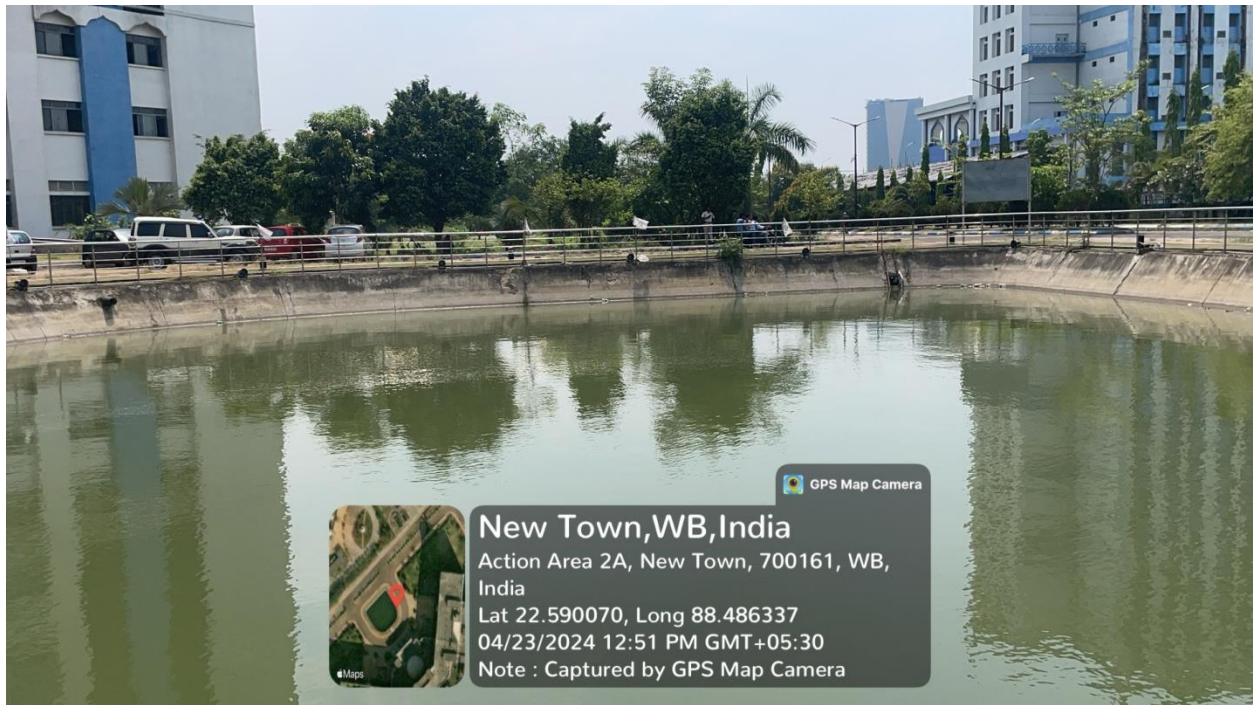 GPS Map Camera
New Town,WB,India
Action Area 2A, New Town, 700161, WB,
India
Lat 22.590070, Long 88.486337
04/23/2024 12:51 PM GMT+05:30
Note : Captured by GPS Map Camera
Maps